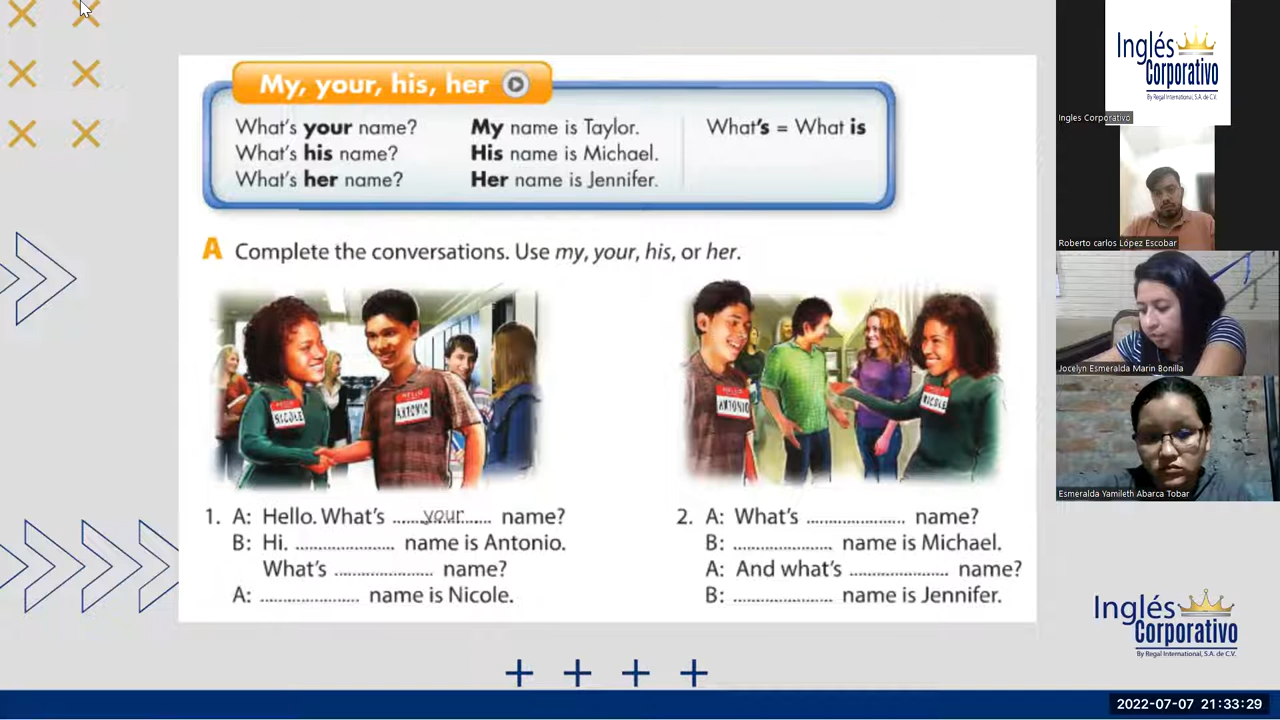 My, your, his, her
What's your name?
What's his name?
What's her name?
My name is Taylor.
His name is Michael.
Her name is Jennifer.
What's = What is
A Complete the conversations. Use my, your, his, or her.
HELLO
NICOLE
HELLO
ANTONIO
ANTONIO
NICOLE
1. A: Hello. What's ........your........ name?
B: Hi. ........................ name is Antonio.
What's ........................ name?
A: ........................ name is Nicole.
2. A: What's ........................ name?
B: ........................ name is Michael.
A: And what's ........................ name?
B: ........................ name is Jennifer.
Inglés
Corporativo
By Regal International, S.A. de C.V.
Ingles Corporativo
Roberto carlos López Escobar
Jocelyn Esmeralda Marin Bonilla
Esmeralda Yamileth Abarca Tobar
Inglés
Corporativo
By Regal International, S.A. de C.V.
2022-07-07 21:33:29